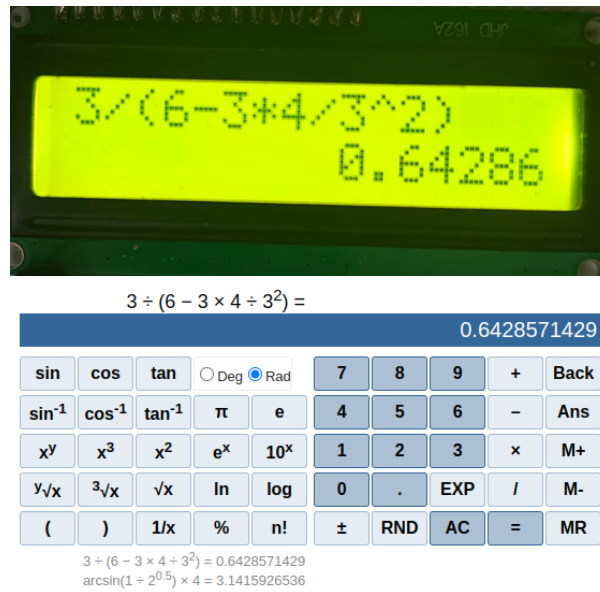 JHD 162A
3/(6-3*4/3^2)
0.64286
3 ÷ (6 − 3 × 4 ÷ 3²) =
0.6428571429
sin cos tan Deg Rad 7 8 9 + Back
sin⁻¹ cos⁻¹ tan⁻¹ π e 4 5 6 − Ans
xʸ x³ x² eˣ 10ˣ 1 2 3 × M+
ʸ√x ³√x √x ln log 0 . EXP / M-
( ) 1/x % n! ± RND AC = MR
3 ÷ (6 − 3 × 4 ÷ 3²) = 0.6428571429
arcsin(1 ÷ 2⁰·⁵) × 4 = 3.1415926536